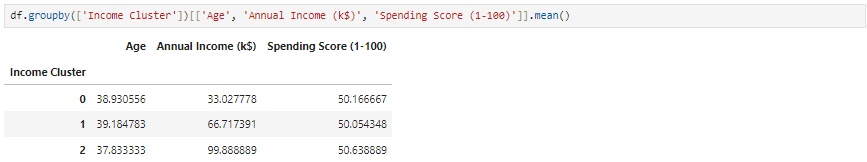 df.groupby(['Income Cluster'])[['Age', 'Annual Income (k$)', 'Spending Score (1-100)']].mean()
Age Annual Income (k$) Spending Score (1-100)
Income Cluster
0 38.930556 33.027778 50.166667
1 39.184783 66.717391 50.054348
2 37.833333 99.888889 50.638889